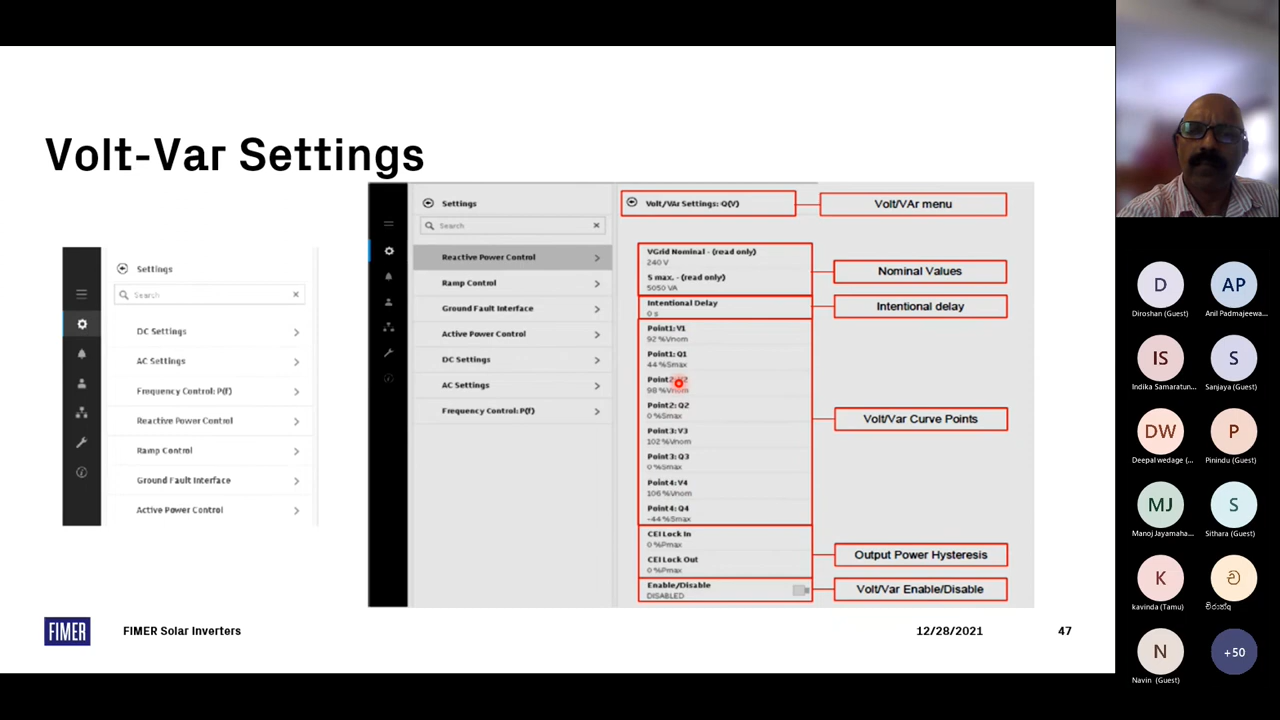 Volt-Var Settings
Settings
Search
DC Settings
AC Settings
Frequency Control: P(f)
Reactive Power Control
Ramp Control
Ground Fault Interface
Active Power Control
Settings
Search
Reactive Power Control
Ramp Control
Ground Fault Interface
Active Power Control
DC Settings
AC Settings
Frequency Control: P(f)
Volt/VAr Settings: Q(V)
VGrid Nominal - (read only)
240 V
S max. - (read only)
5050 VA
Intentional Delay
0 s
Point1: V1
92 %Vnom
Point1: Q1
44 %Smax
98 %Vnom
Point2: Q2
0 %Smax
Point3: V3
102 %Vnom
Point3: Q3
0 %Smax
Point4: V4
106 %Vnom
Point4: Q4
-44 %Smax
CEI Lock In
0 %Pmax
CEI Lock Out
0 %Pmax
Enable/Disable
DISABLED
Volt/VAr menu
Nominal Values
Intentional delay
Volt/Var Curve Points
Output Power Hysteresis
Volt/Var Enable/Disable
FIMER
FIMER Solar Inverters
12/28/2021
47
D
Diroshan (Guest)
AP
Anil Padmajeewa...
IS
Indika Samaratun...
S
Sanjaya (Guest)
DW
Deepal wedage (...
P
Pinindu (Guest)
MJ
Manoj Jayamaha...
S
Sithara (Guest)
K
kavinda (Tamu)
ව
N
Navin (Guest)
+50